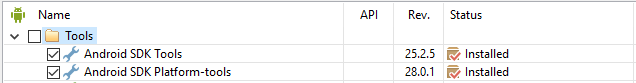 Name API Rev. Status
Tools
Android SDK Tools 25.2.5 Installed
Android SDK Platform-tools 28.0.1 Installed